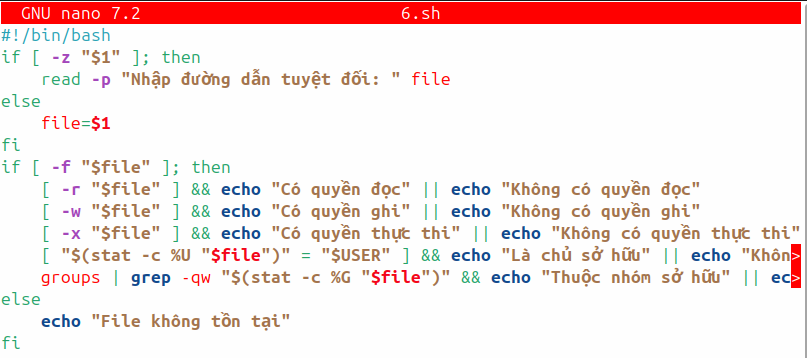 GNU nano 7.2 6.sh
#!/bin/bash
if [ -z "$1" ]; then
    read -p "Nhập đường dẫn tuyệt đối: " file
else
    file=$1
fi
if [ -f "$file" ]; then
    [ -r "$file" ] && echo "Có quyền đọc" || echo "Không có quyền đọc"
    [ -w "$file" ] && echo "Có quyền ghi" || echo "Không có quyền ghi"
    [ -x "$file" ] && echo "Có quyền thực thi" || echo "Không có quyền thực thi"
    [ "$(stat -c %U "$file")" = "$USER" ] && echo "Là chủ sở hữu" || echo "Khôn>
    groups | grep -qw "$(stat -c %G "$file")" && echo "Thuộc nhóm sở hữu" || ec>
else
    echo "File không tồn tại"
fi